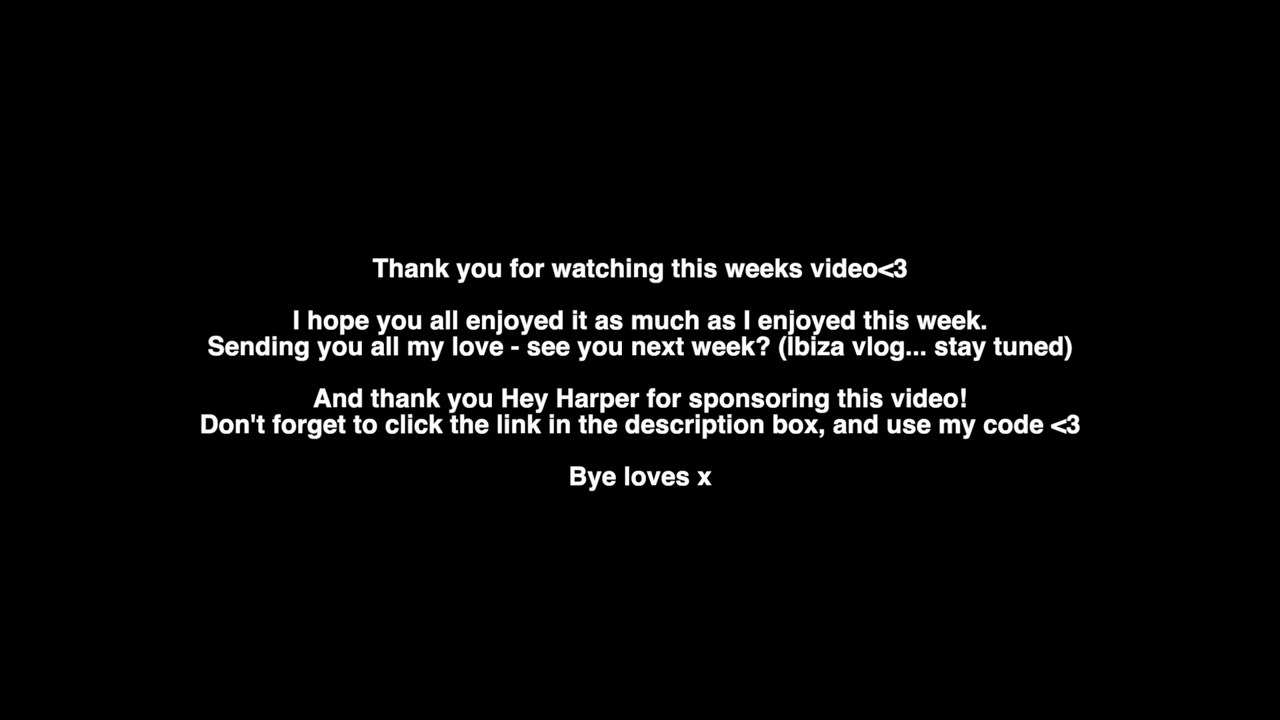 Thank you for watching this weeks video<3
I hope you all enjoyed it as much as I enjoyed this week.
Sending you all my love - see you next week? (Ibiza vlog... stay tuned)
And thank you Hey Harper for sponsoring this video!
Don't forget to click the link in the description box, and use my code <3
Bye loves x